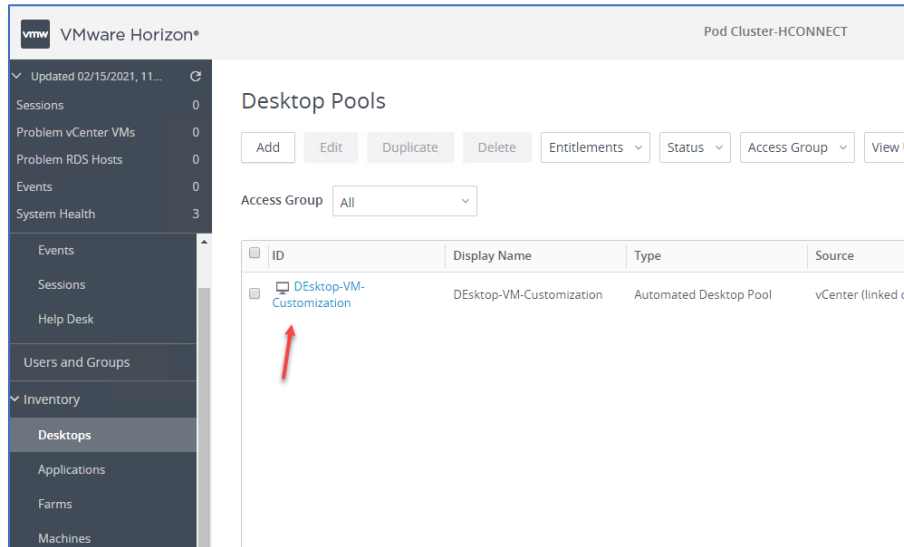 vmw VMware Horizon®
Pod Cluster-HCONNECT
Updated 02/15/2021, 11...
Sessions 0
Problem vCenter VMs 0
Problem RDS Hosts 0
Events 0
System Health 3
Events
Sessions
Help Desk
Users and Groups
Inventory
Desktops
Applications
Farms
Machines
Desktop Pools
Add Edit Duplicate Delete Entitlements Status Access Group View
Access Group All
ID Display Name Type Source
DEsktop-VM-
Customization DEsktop-VM-Customization Automated Desktop Pool vCenter (linked